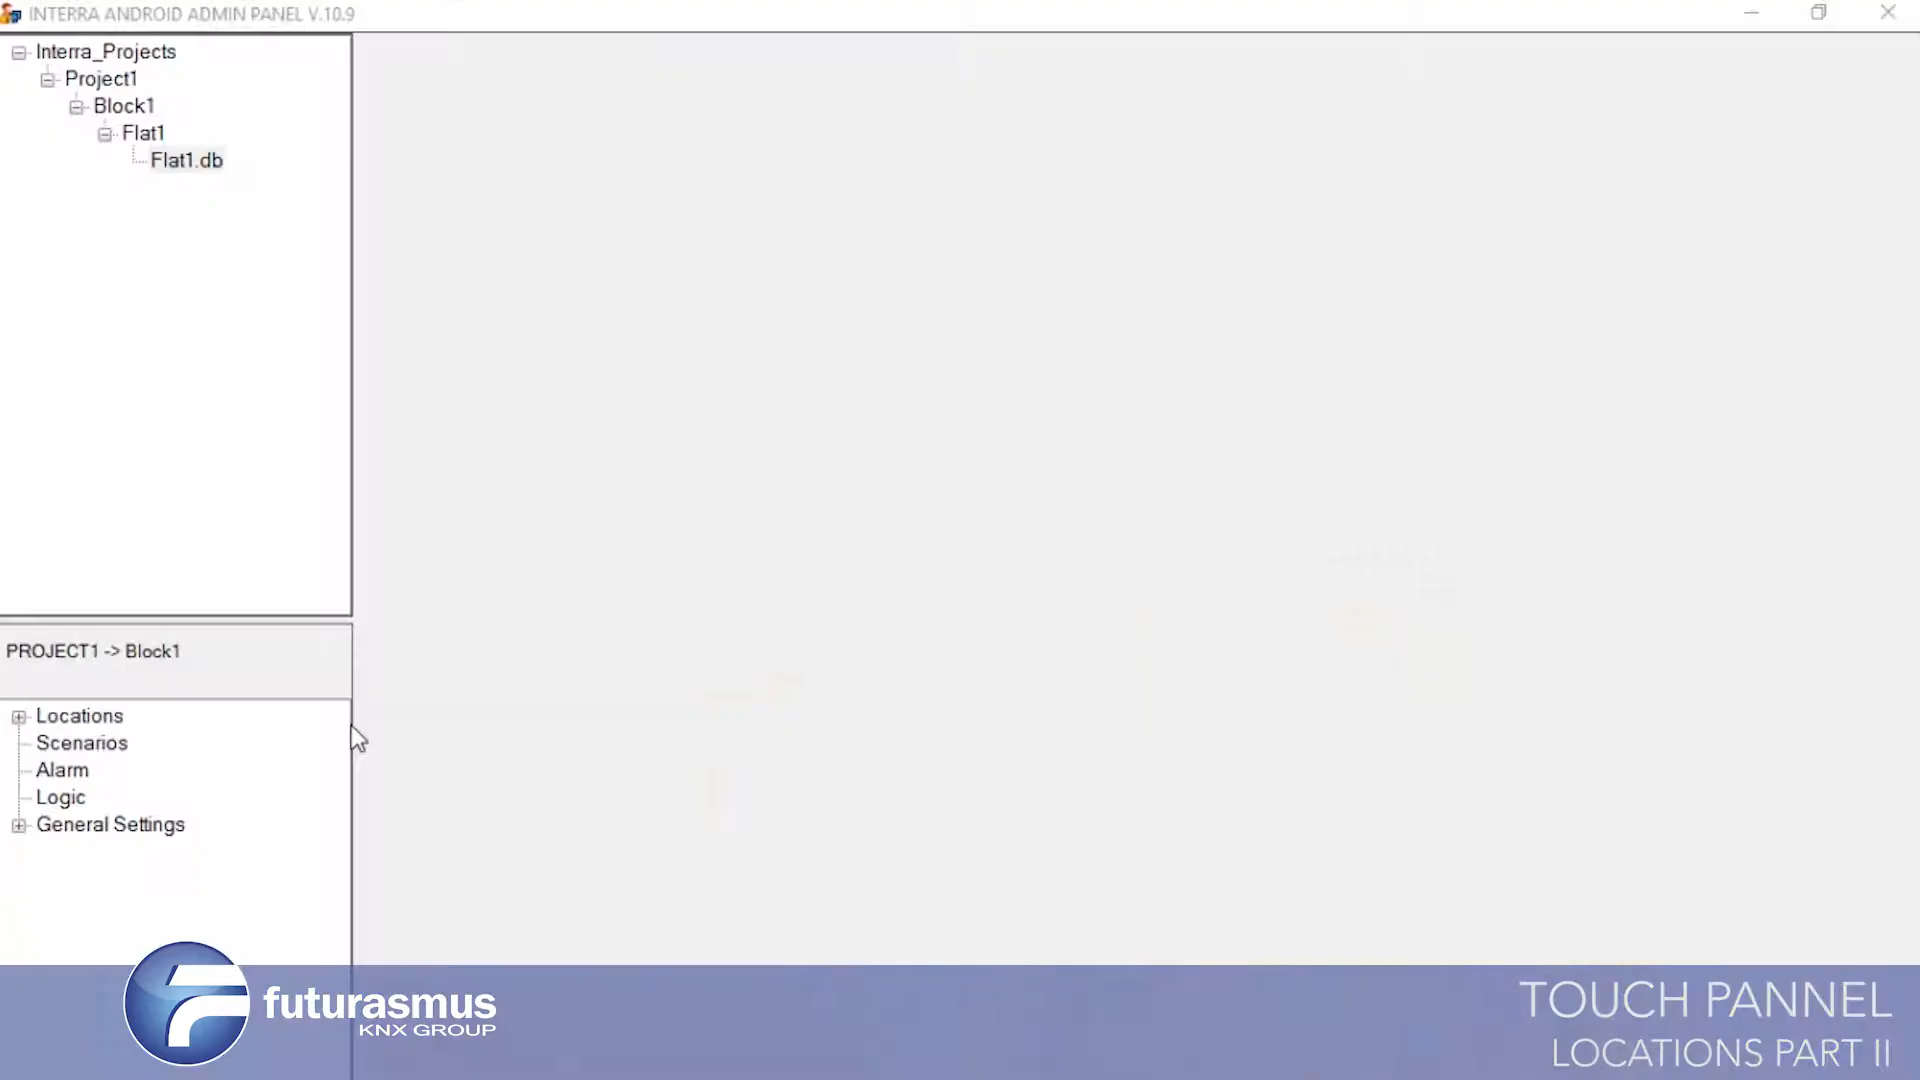 INTERRA ANDROID ADMIN PANEL V.10.9
Interra_Projects
Project1
Block1
Flat1
Flat1.db
PROJECT1 -> Block1
Locations
Scenarios
Alarm
Logic
General Settings
futurasmus
KNX GROUP
TOUCH PANNEL
LOCATIONS PART II